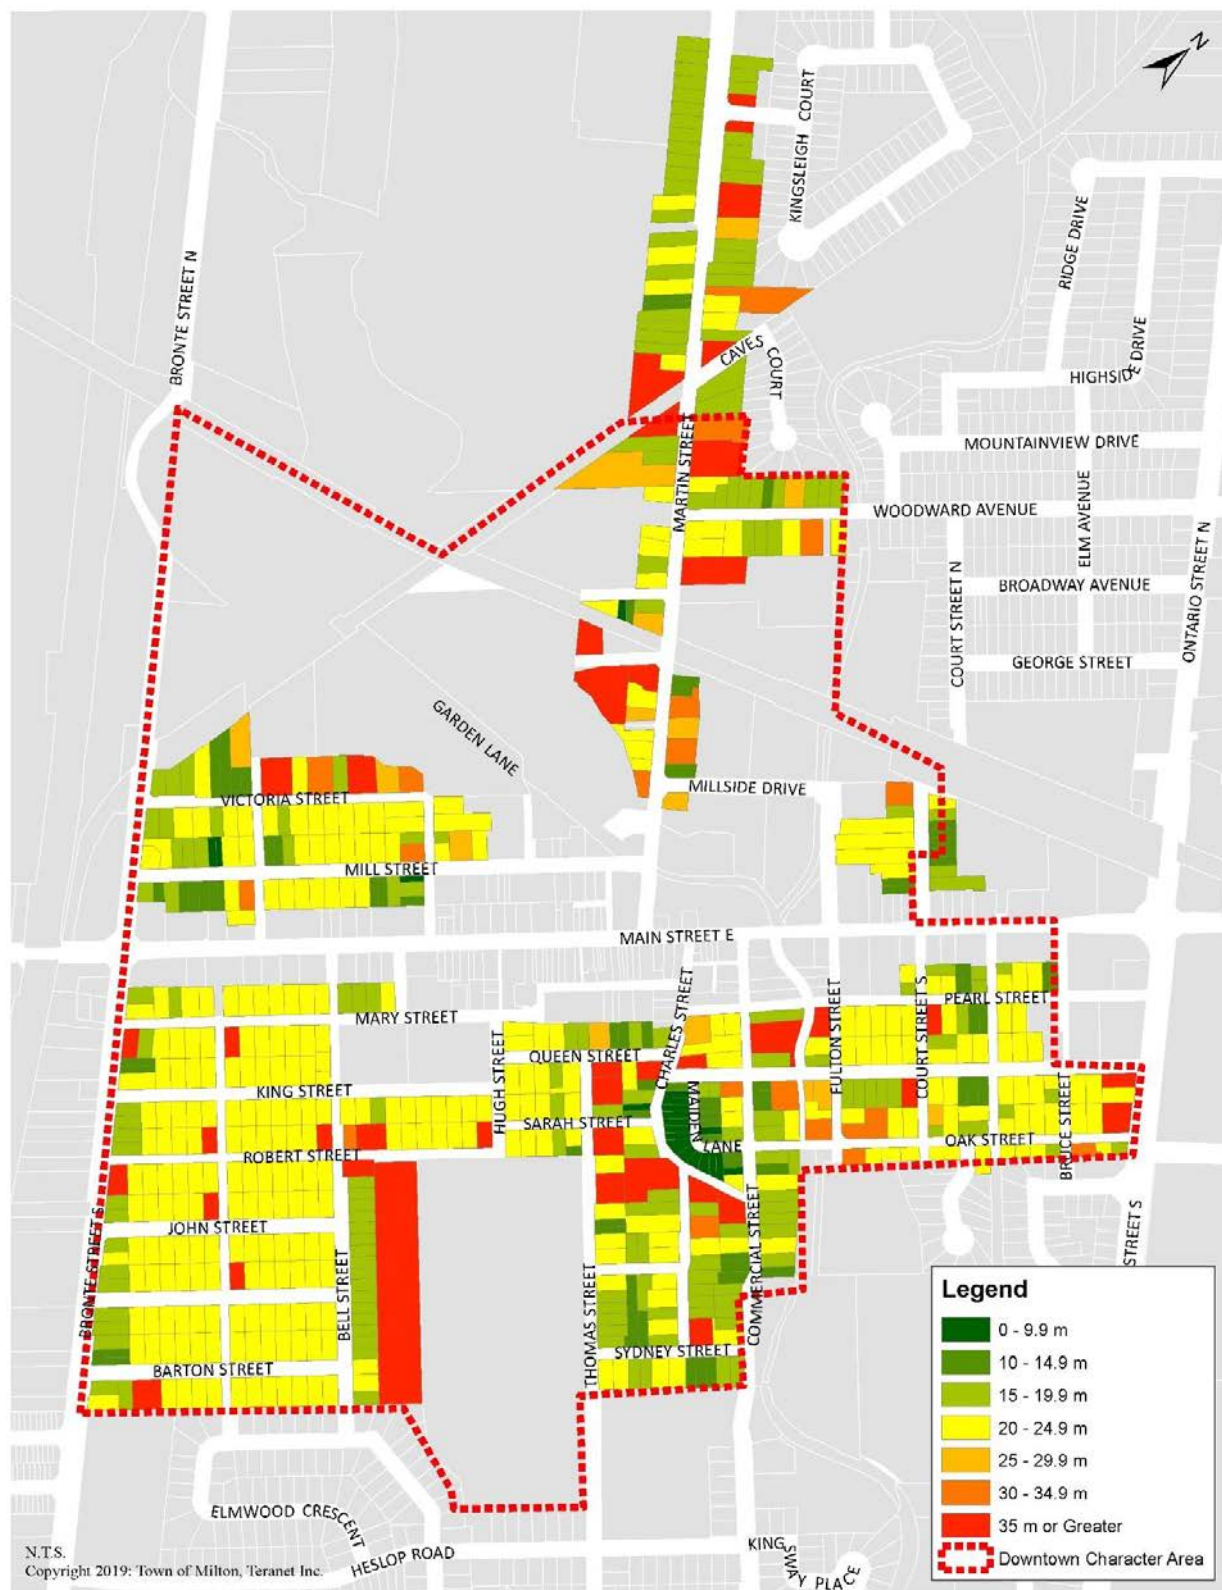 N
KINGSLEIGH COURT
RIDGE DRIVE
BRONTE STREET N
CAVES
COURT
HIGHSIDE DRIVE
MOUNTAINVIEW DRIVE
MARTIN STREET
WOODWARD AVENUE
ELM AVENUE
COURT STREET N
BROADWAY AVENUE
ONTARIO STREET N
GEORGE STREET
GARDEN LANE
MILLSIDE DRIVE
VICTORIA STREET
MILL STREET
MAIN STREET E
CHARLES STREET
FULTON STREET
COURT STREET S
PEARL STREET
MARY STREET
HUGH STREET
QUEEN STREET
KING STREET
MAIDEN
LANE
SARAH STREET
BRUCE STREET
OAK STREET
ROBERT STREET
BRONTE STREET S
JOHN STREET
BELL STREET
THOMAS STREET
COMMERCIAL STREET
STREET S
SYDNEY STREET
BARTON STREET
Legend
0 - 9.9 m
10 - 14.9 m
15 - 19.9 m
20 - 24.9 m
25 - 29.9 m
30 - 34.9 m
35 m or Greater
Downtown Character Area
ELMWOOD CRESCENT
HESLOP ROAD
KING
SWAY PLACE
N.T.S.
Copyright 2019: Town of Milton, Teranet Inc.